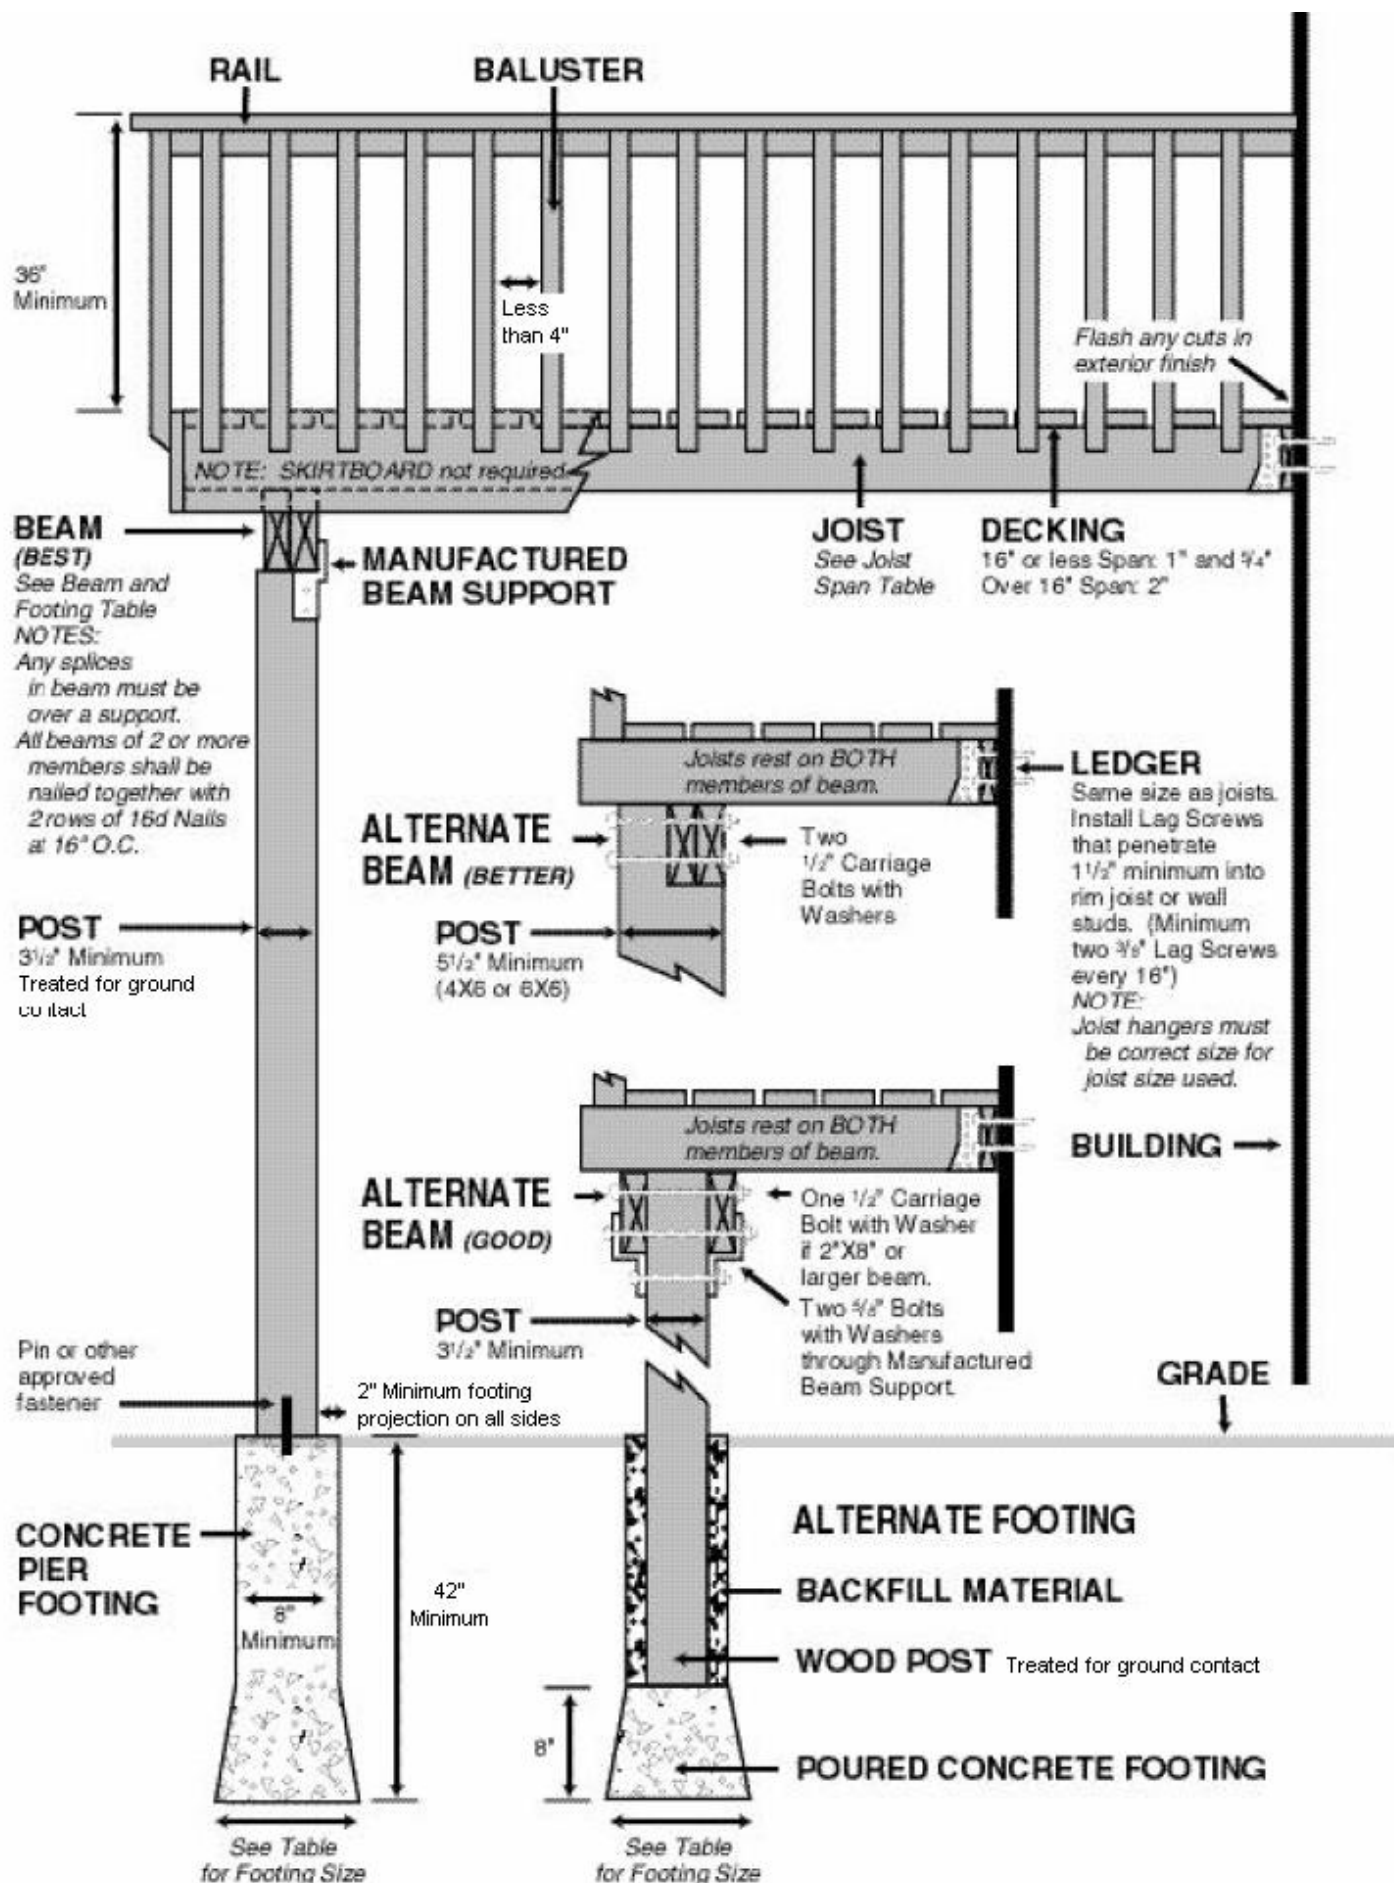 RAIL
BALUSTER
36"
Minimum
Less
than 4"
Flash any cuts in
exterior finish
NOTE: SKIRTBOARD not required
BEAM
(BEST)
See Beam and
Footing Table
NOTES:
Any splices
in beam must be
over a support.
All beams of 2 or more
members shall be
nailed together with
2 rows of 16d Nails
at 16" O.C.
MANUFACTURED
BEAM SUPPORT
JOIST
See Joist
Span Table
DECKING
16" or less Span: 1" and 5/4"
Over 16" Span: 2"
Joists rest on BOTH
members of beam.
ALTERNATE
BEAM (BETTER)
Two
1/2" Carriage
Bolts with
Washers
LEDGER
Same size as joists.
Install Lag Screws
that penetrate
1 1/2" minimum into
rim joist or wall
studs. (Minimum
two 3/8" Lag Screws
every 16")
NOTE:
Joist hangers must
be correct size for
joist size used.
POST
3 1/2" Minimum
Treated for ground
contact
POST
5 1/2" Minimum
(4X6 or 6X6)
Joists rest on BOTH
members of beam.
BUILDING
ALTERNATE
BEAM (GOOD)
One 1/2" Carriage
Bolt with Washer
if 2"X8" or
larger beam.
Two 5/8" Bolts
with Washers
through Manufactured
Beam Support.
POST
3 1/2" Minimum
Pin or other
approved
fastener
2" Minimum footing
projection on all sides
GRADE
CONCRETE
PIER
FOOTING
8"
Minimum
42"
Minimum
ALTERNATE FOOTING
BACKFILL MATERIAL
WOOD POST Treated for ground contact
8"
POURED CONCRETE FOOTING
See Table
for Footing Size
See Table
for Footing Size